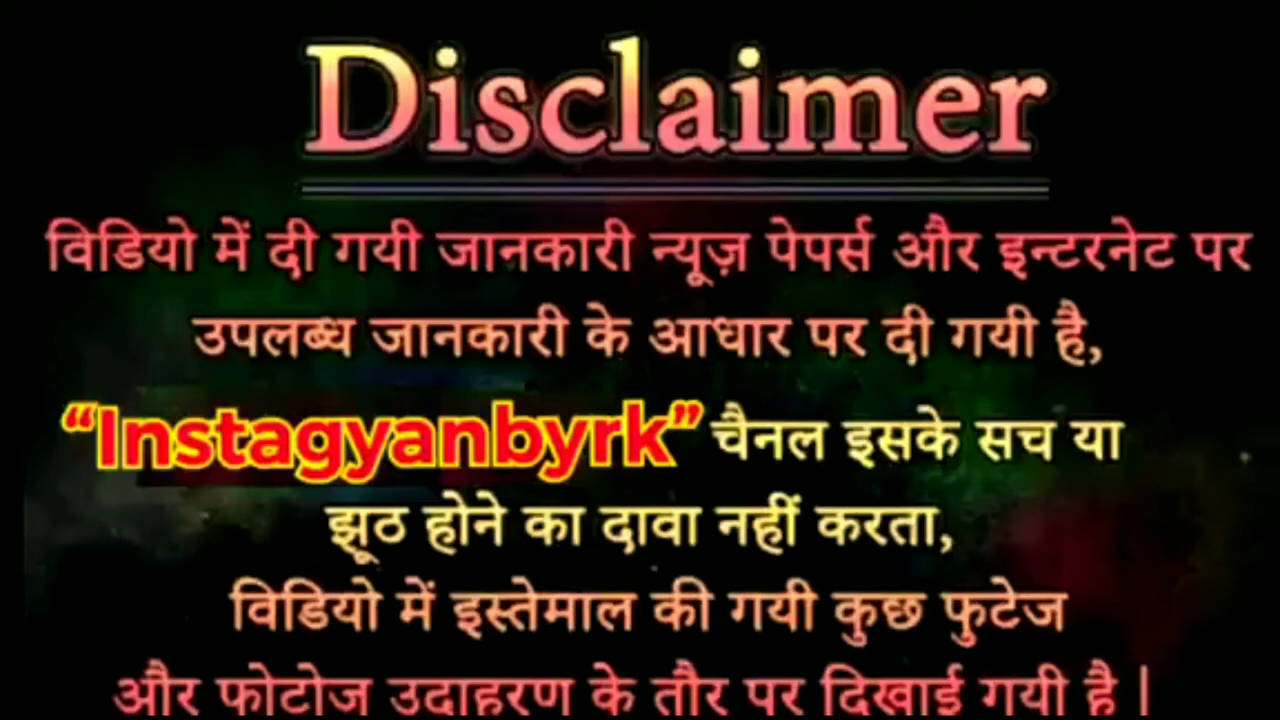 Disclaimer
विडियो में दी गयी जानकारी न्यूज़ पेपर्स और इन्टरनेट पर
उपलब्ध जानकारी के आधार पर दी गयी है,
“Instagyanbyrk” चैनल इसके सच या
झूठ होने का दावा नहीं करता,
विडियो में इस्तेमाल की गयी कुछ फुटेज
और फोटोज उदाहरण के तौर पर दिखाई गयी है |